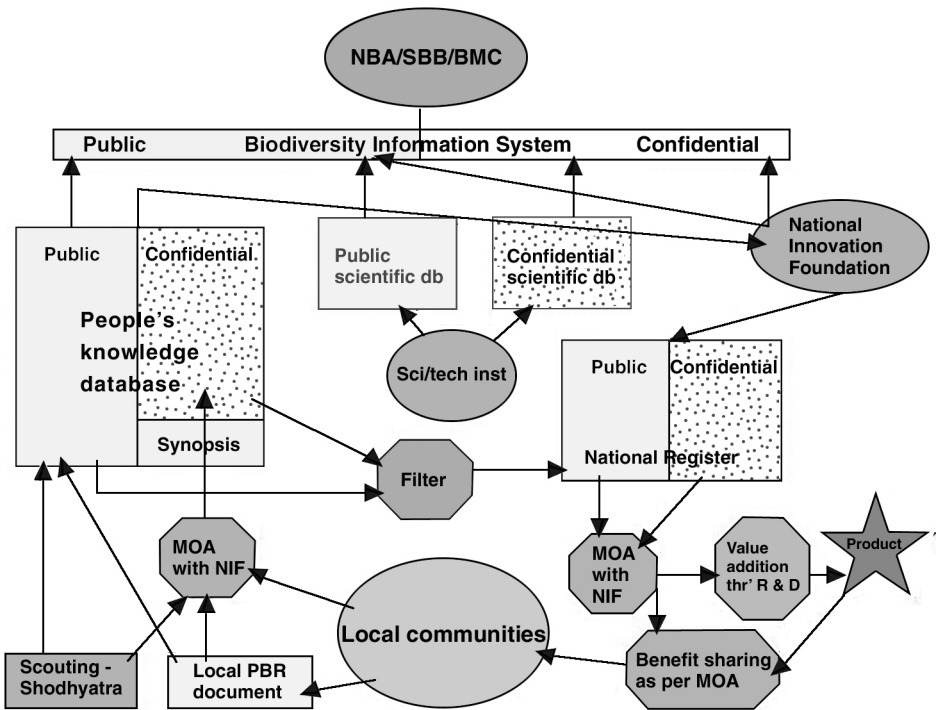 NBA/SBB/BMC
Public Biodiversity Information System Confidential
Public
Confidential
People's
knowledge
database
Synopsis
Public
scientific db
Confidential
scientific db
National
Innovation
Foundation
Sci/tech inst
Public
Confidential
National Register
Filter
MOA
with NIF
MOA
with
NIF
Value
addition
thr' R & D
Product
Local communities
Scouting -
Shodhyatra
Local PBR
document
Benefit sharing
as per MOA